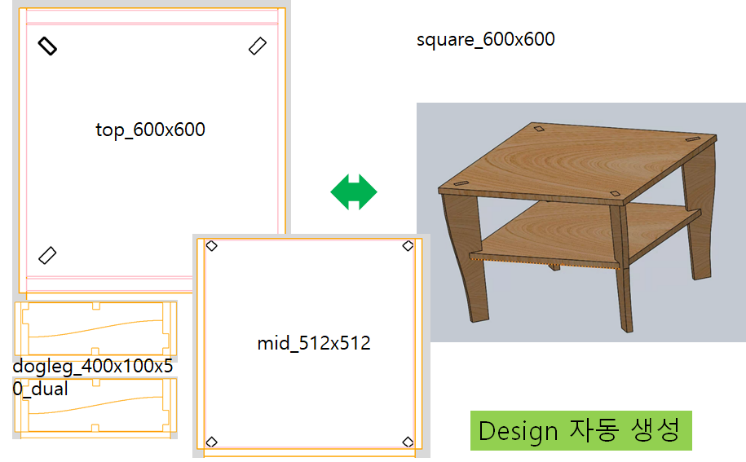 square_600x600
top_600x600
mid_512x512
dogleg_400x100x5
0_dual
Design 자동 생성